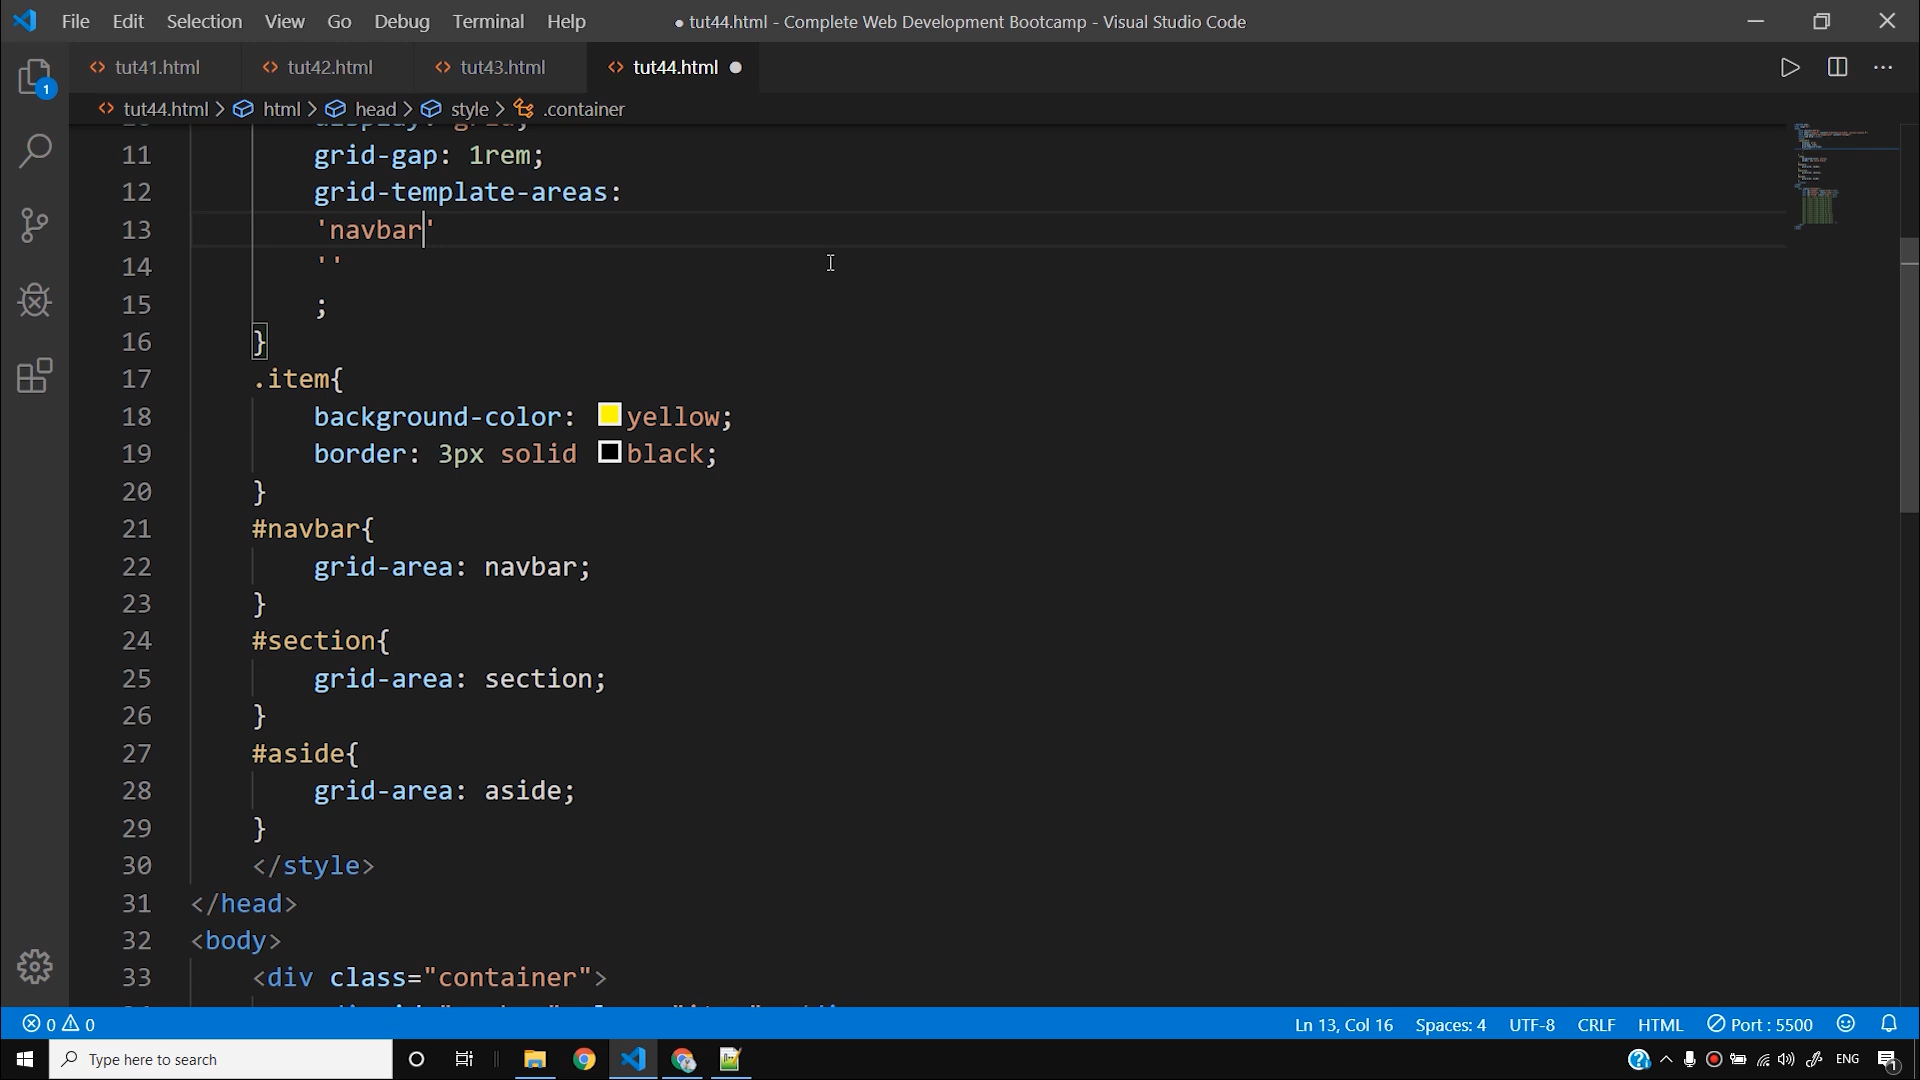 File Edit Selection View Go Debug Terminal Help ● tut44.html - Complete Web Development Bootcamp - Visual Studio Code
tut41.html tut42.html tut43.html tut44.html
tut44.html > html > head > style > .container
10 display: grid;
11 grid-gap: 1rem;
12 grid-template-areas:
13 'navbar'
14 ''
15 ;
16 }
17 .item{
18 background-color: yellow;
19 border: 3px solid black;
20 }
21 #navbar{
22 grid-area: navbar;
23 }
24 #section{
25 grid-area: section;
26 }
27 #aside{
28 grid-area: aside;
29 }
30 </style>
31 </head>
32 <body>
33 <div class="container">
0 0 Ln 13, Col 16 Spaces: 4 UTF-8 CRLF HTML Port : 5500
Type here to search ENG 1
1